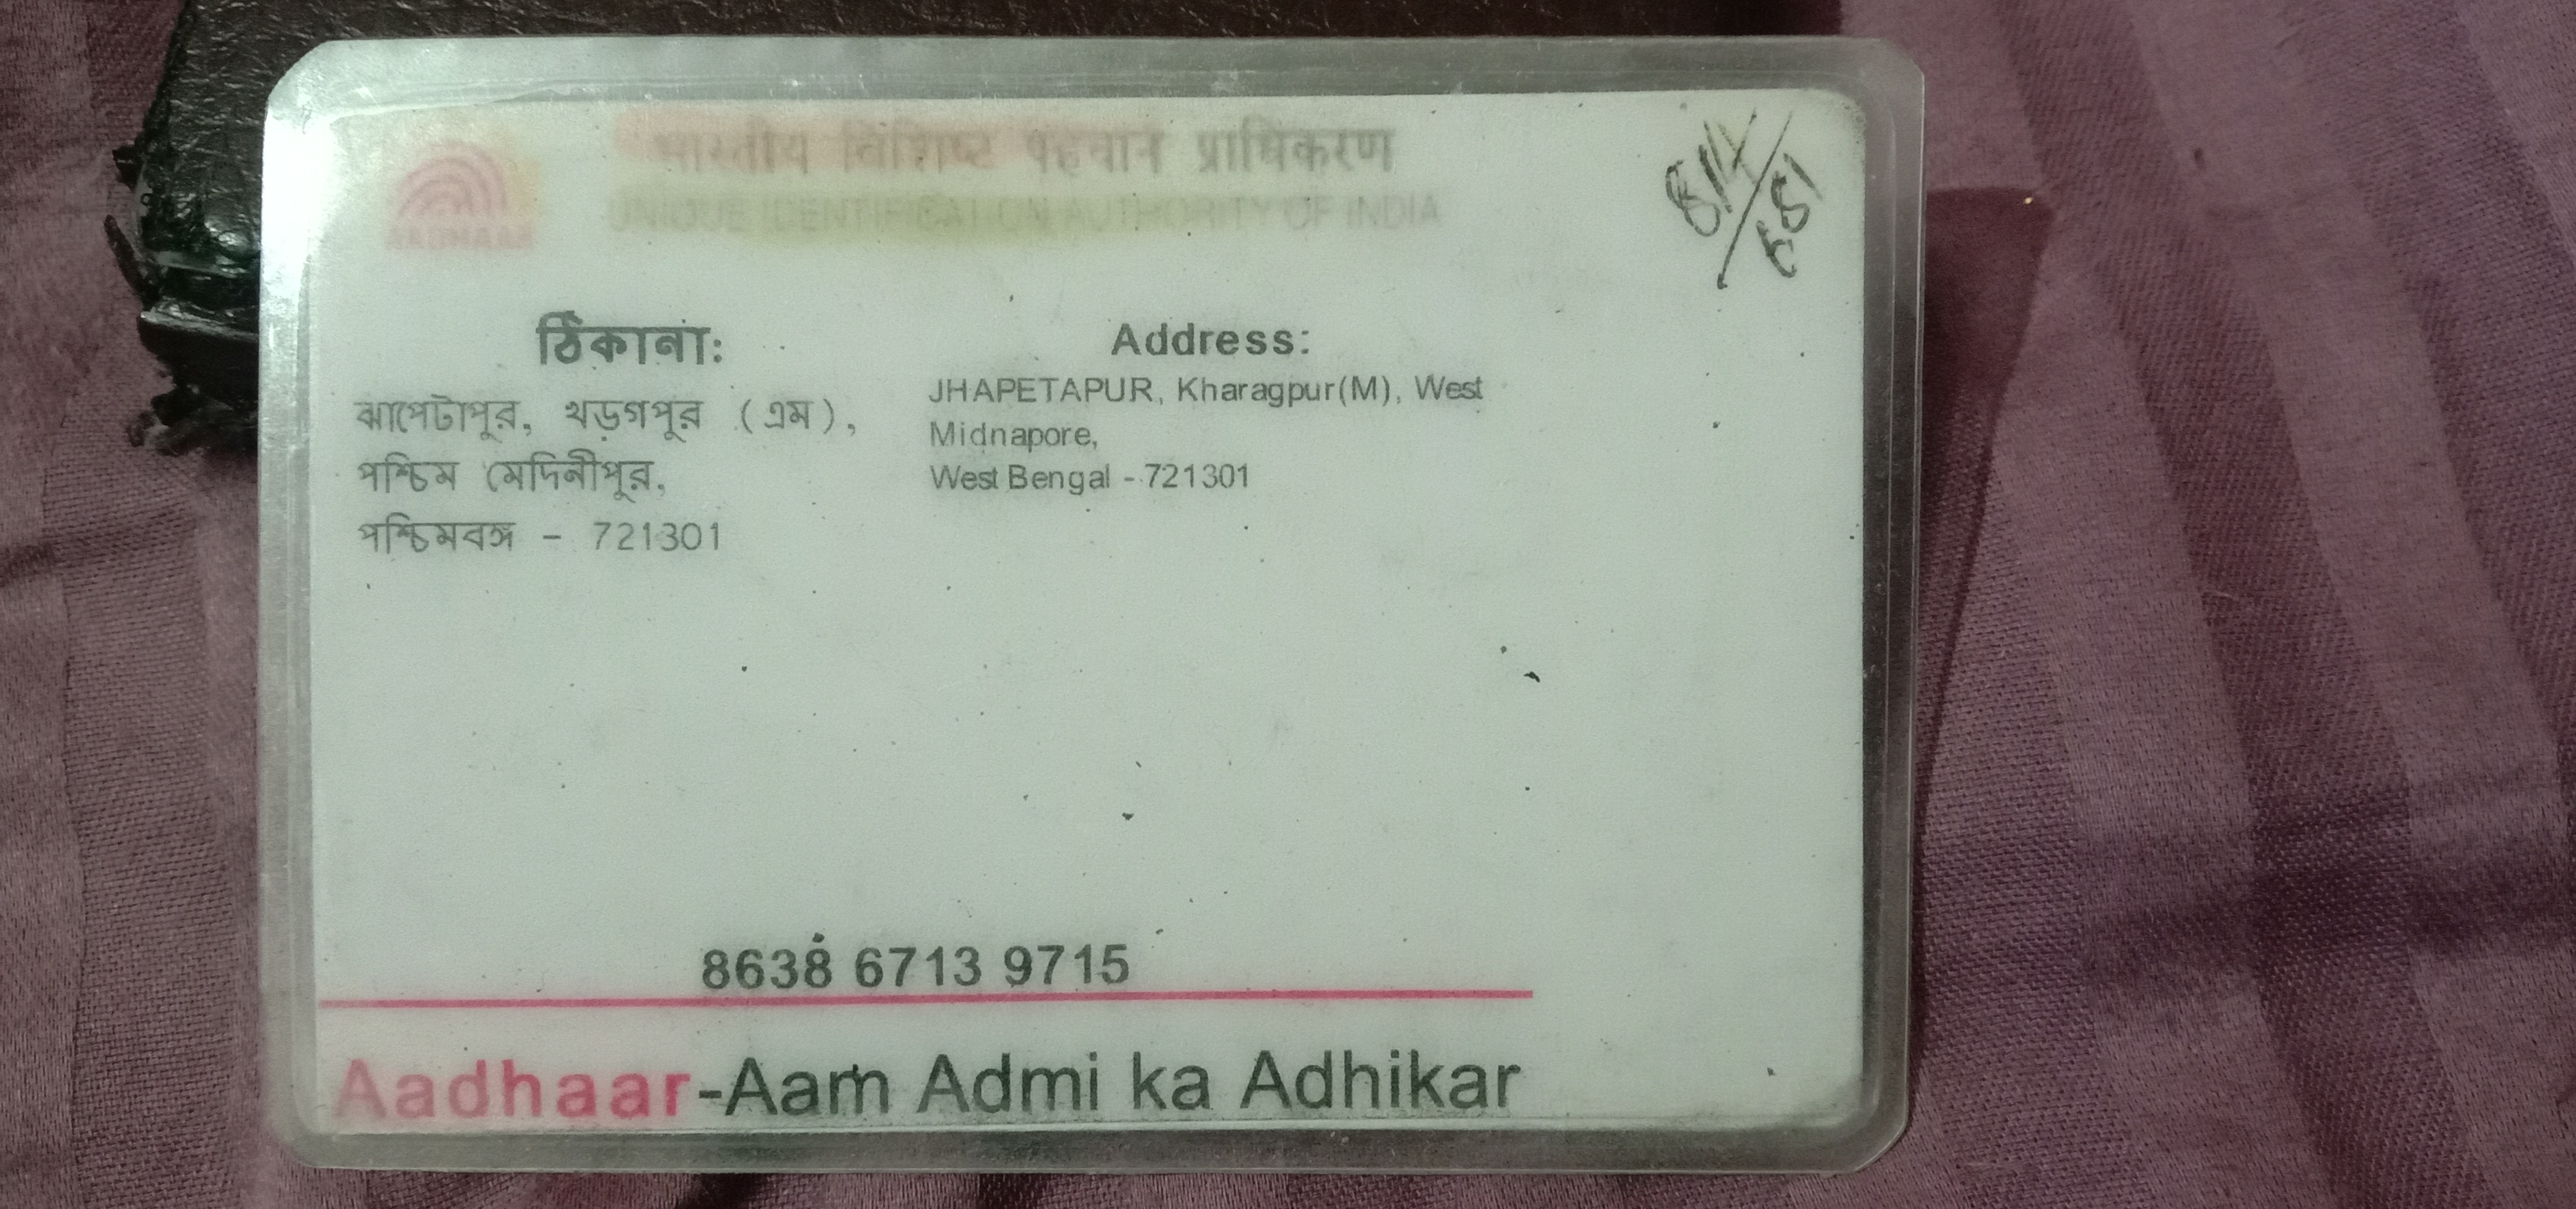 भारतीय विशिष्ट पहचान प्राधिकरण
AADHAAR
UNIQUE IDENTIFICATION AUTHORITY OF INDIA
ঠিকানা:
ঝাপেটাপুর, খড়গপুর (এম),
পশ্চিম মেদিনীপুর,
পশ্চিমবঙ্গ - 721301
Address:
JHAPETAPUR, Kharagpur(M), West
Midnapore,
West Bengal - 721301
8638 6713 9715
Aadhaar-Aam Admi ka Adhikar